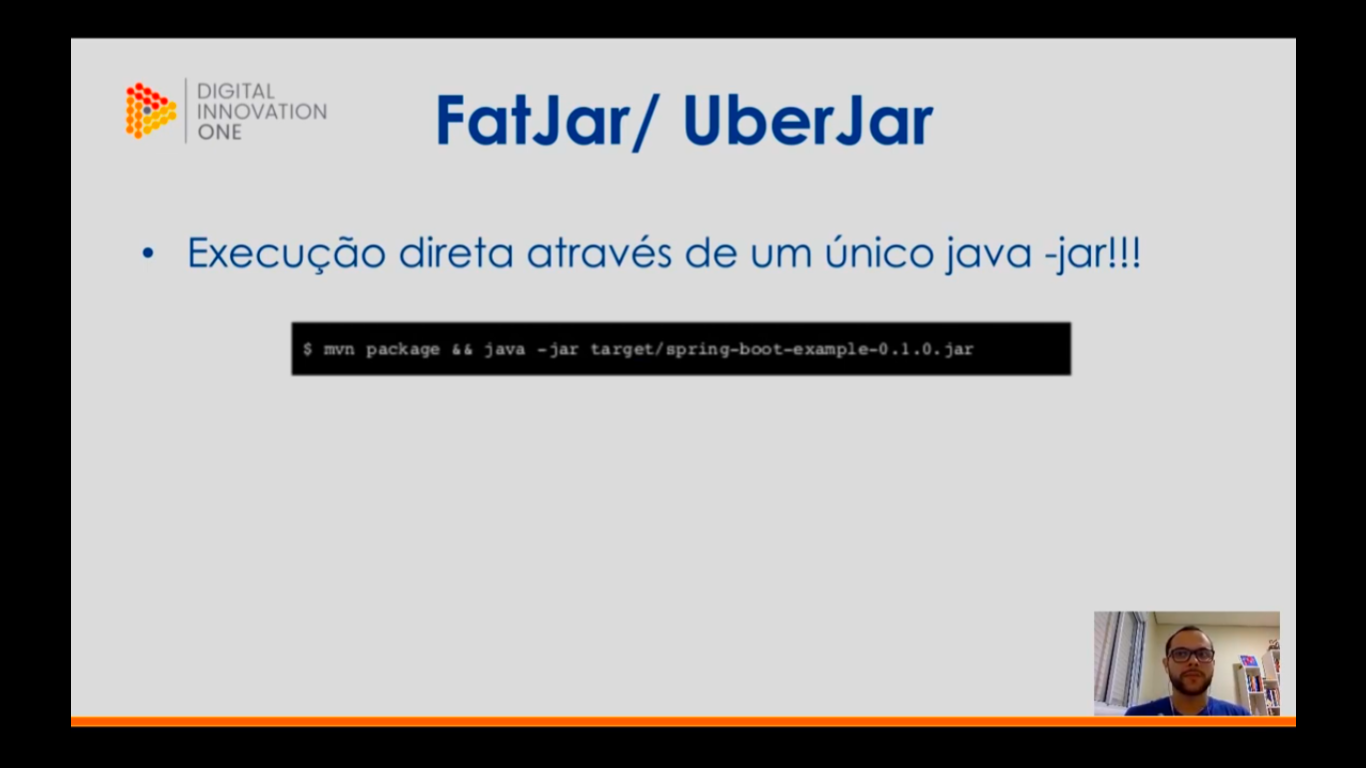 DIGITAL
INNOVATION
ONE
FatJar/ UberJar
• Execução direta através de um único java -jar!!!
$ mvn package && java -jar target/spring-boot-example-0.1.0.jar